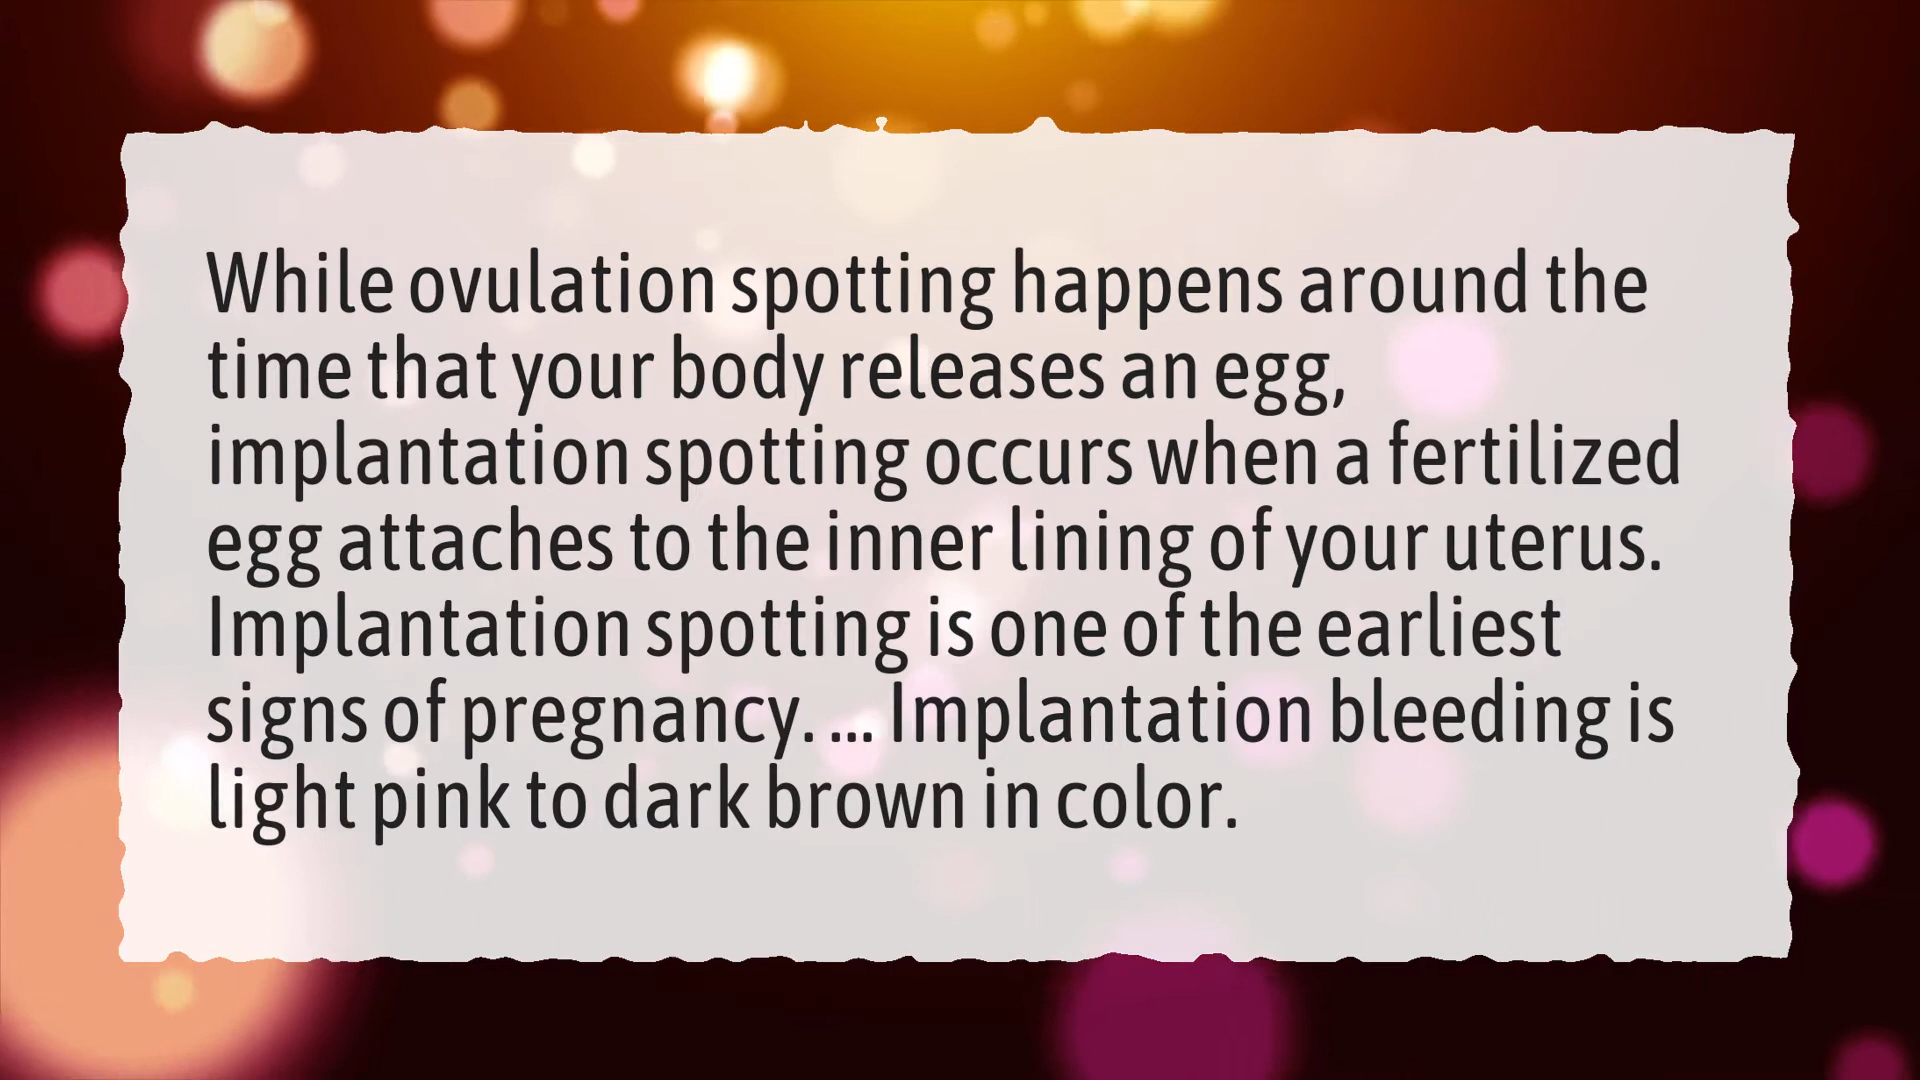 While ovulation spotting happens around the
time that your body releases an egg,
implantation spotting occurs when a fertilized
egg attaches to the inner lining of your uterus.
Implantation spotting is one of the earliest
signs of pregnancy. ... Implantation bleeding is
light pink to dark brown in color.